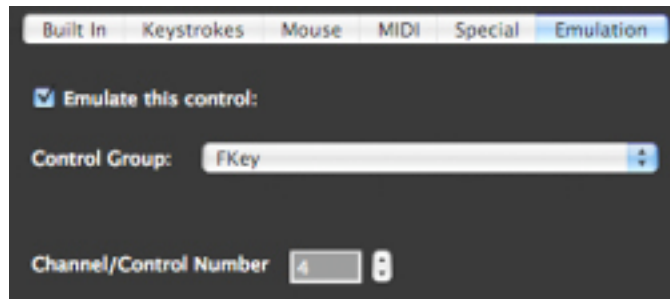 Built In Keystrokes Mouse MIDI Special Emulation
Emulate this control:
Control Group: FKey
Channel/Control Number 4